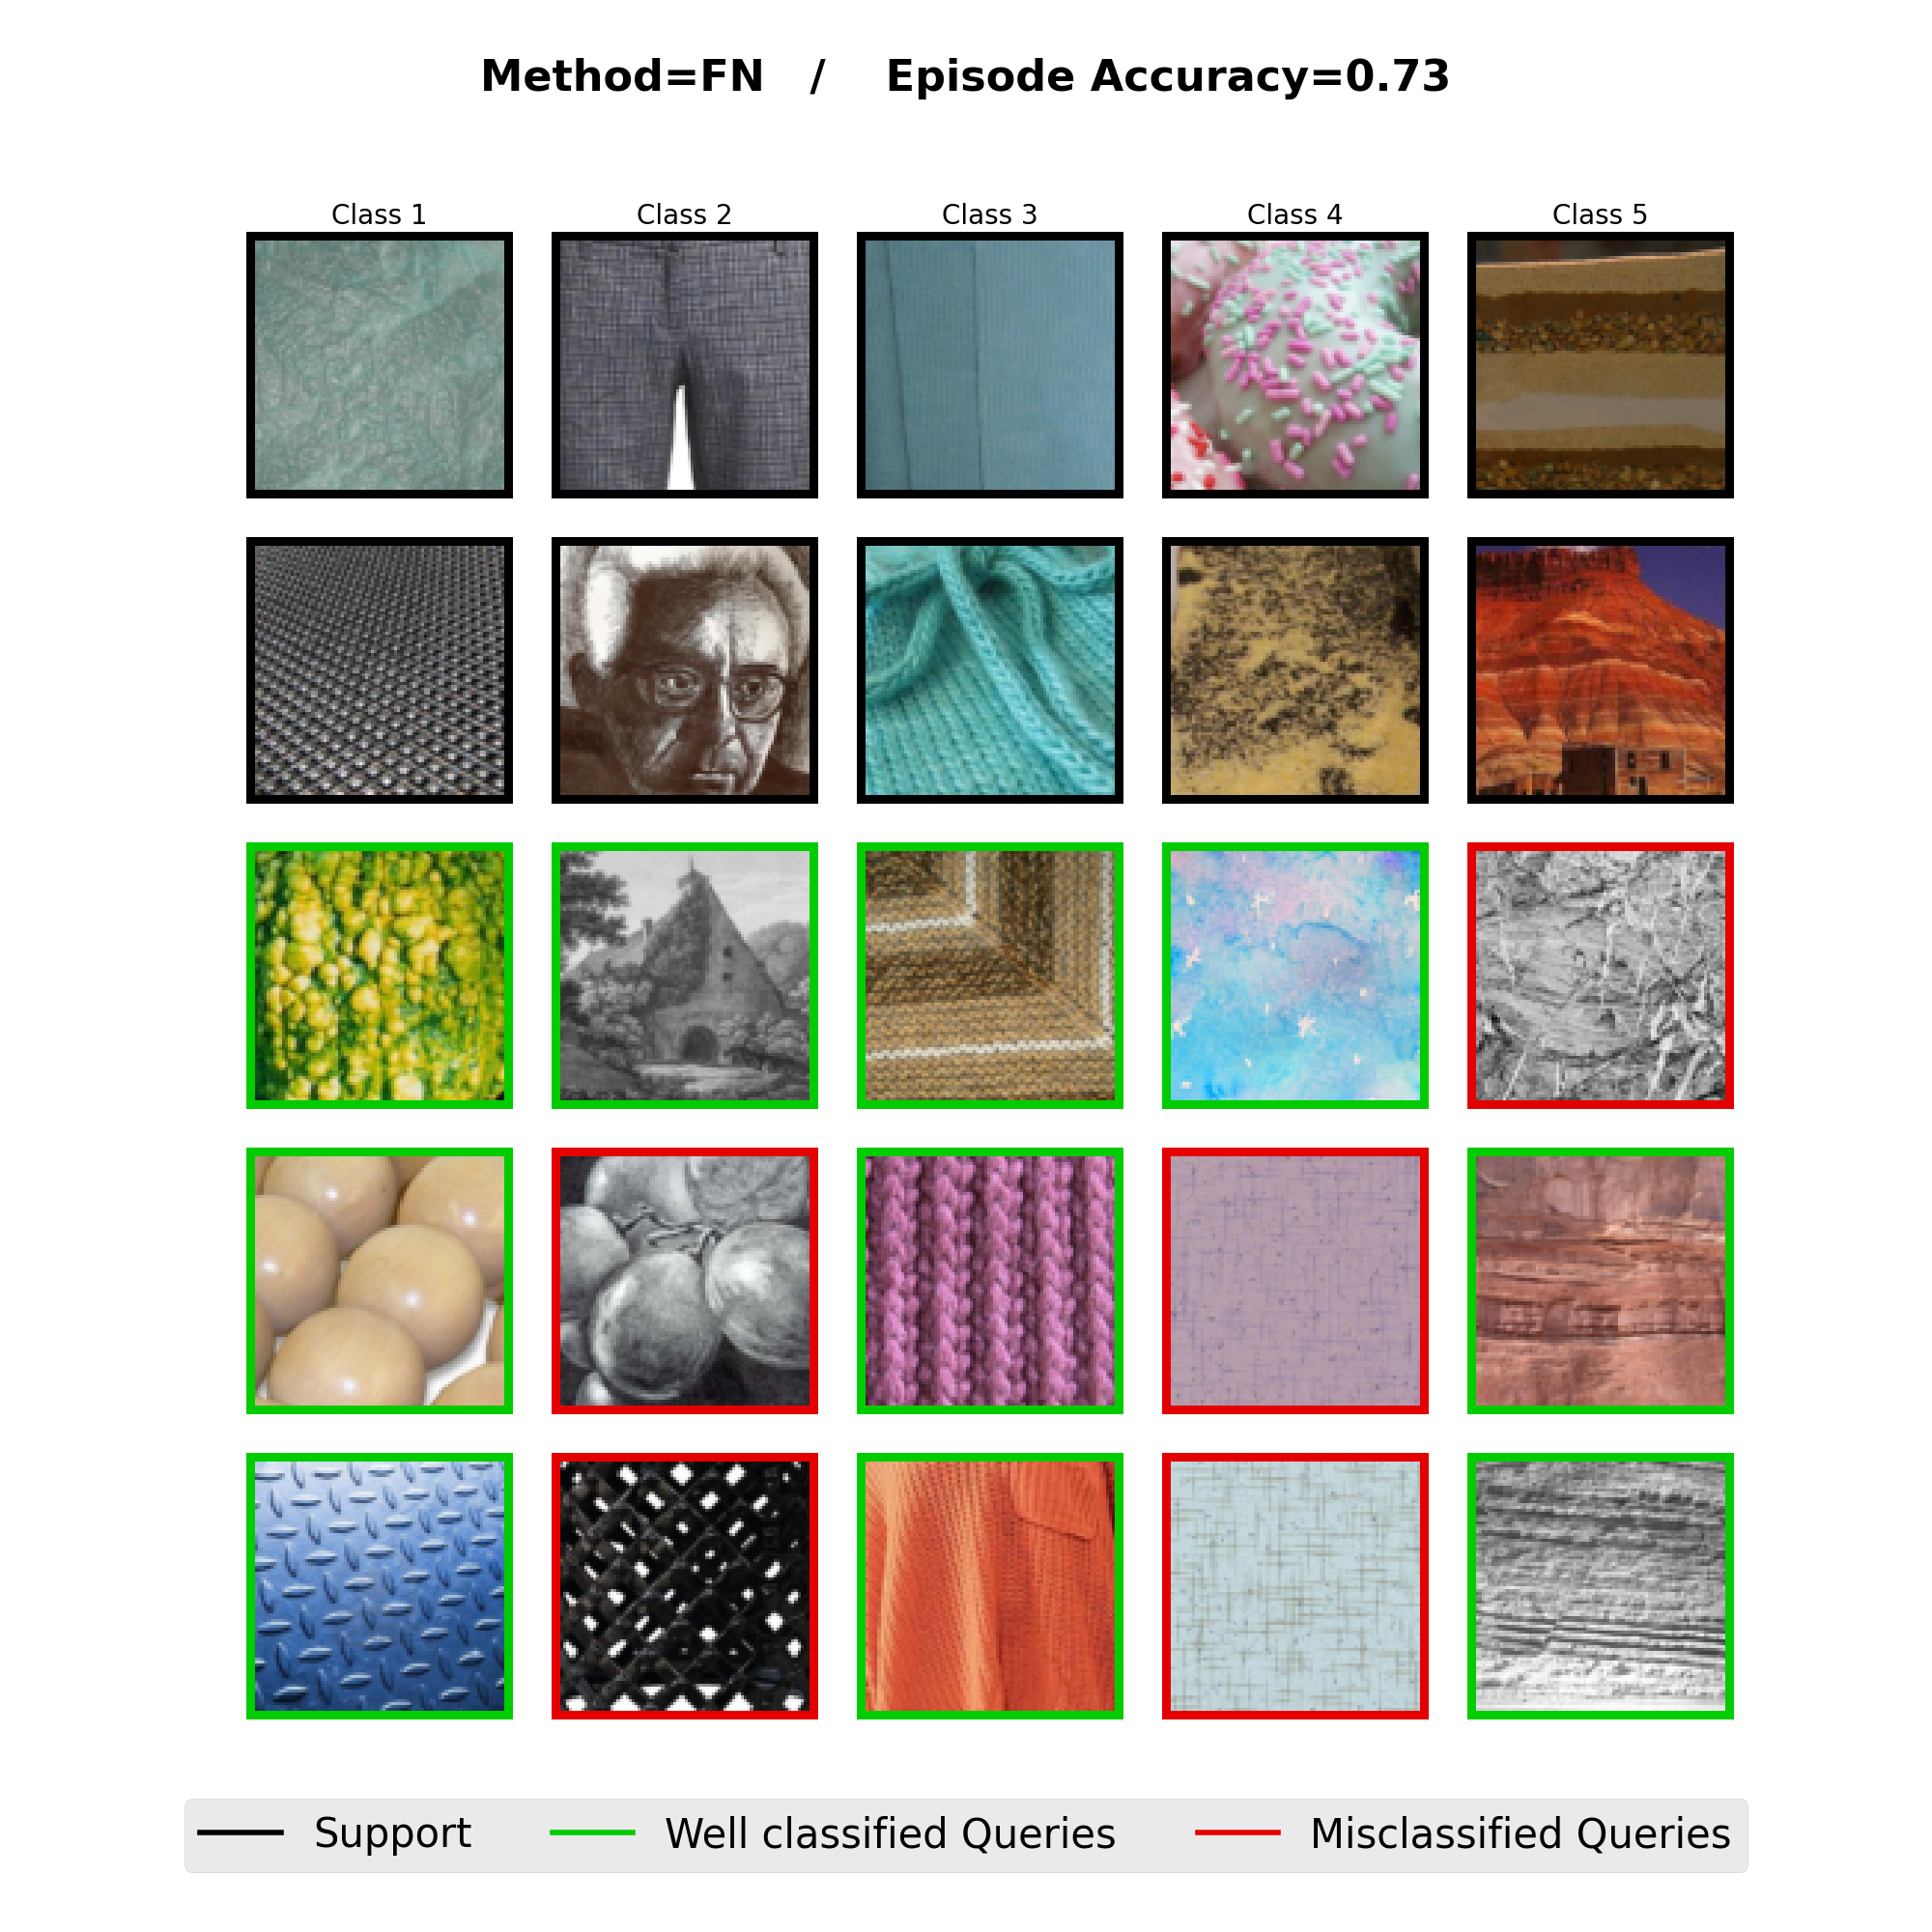 Method=FN / Episode Accuracy=0.73
Class 1 Class 2 Class 3 Class 4 Class 5
Support Well classified Queries Misclassified Queries